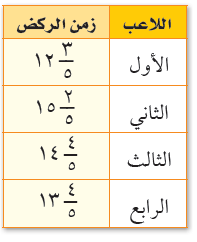 اللاعب زمن الركض
الأول ١٢ ٣/٥
الثاني ١٥ ٢/٥
الثالث ١٤ ٤/٥
الرابع ١٣ ٤/٥